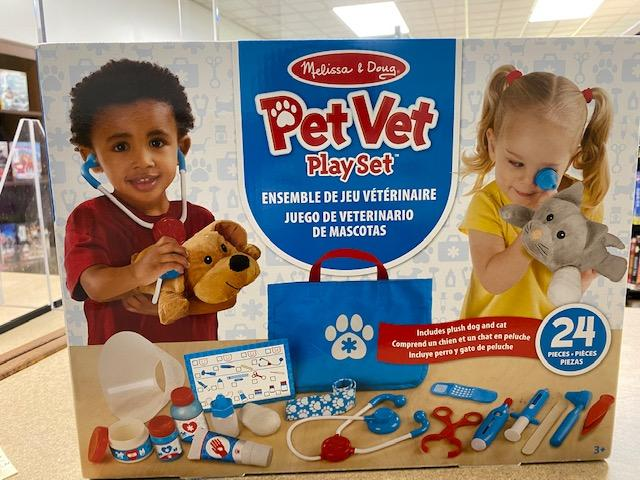 Melissa & Doug
Pet Vet
Play Set™
ENSEMBLE DE JEU VÉTÉRINAIRE
JUEGO DE VETERINARIO
DE MASCOTAS
Includes plush dog and cat
Comprend un chien et un chat en peluche
Incluye perro y gato de peluche
24
PIECES • PIÈCES
PIEZAS
3+